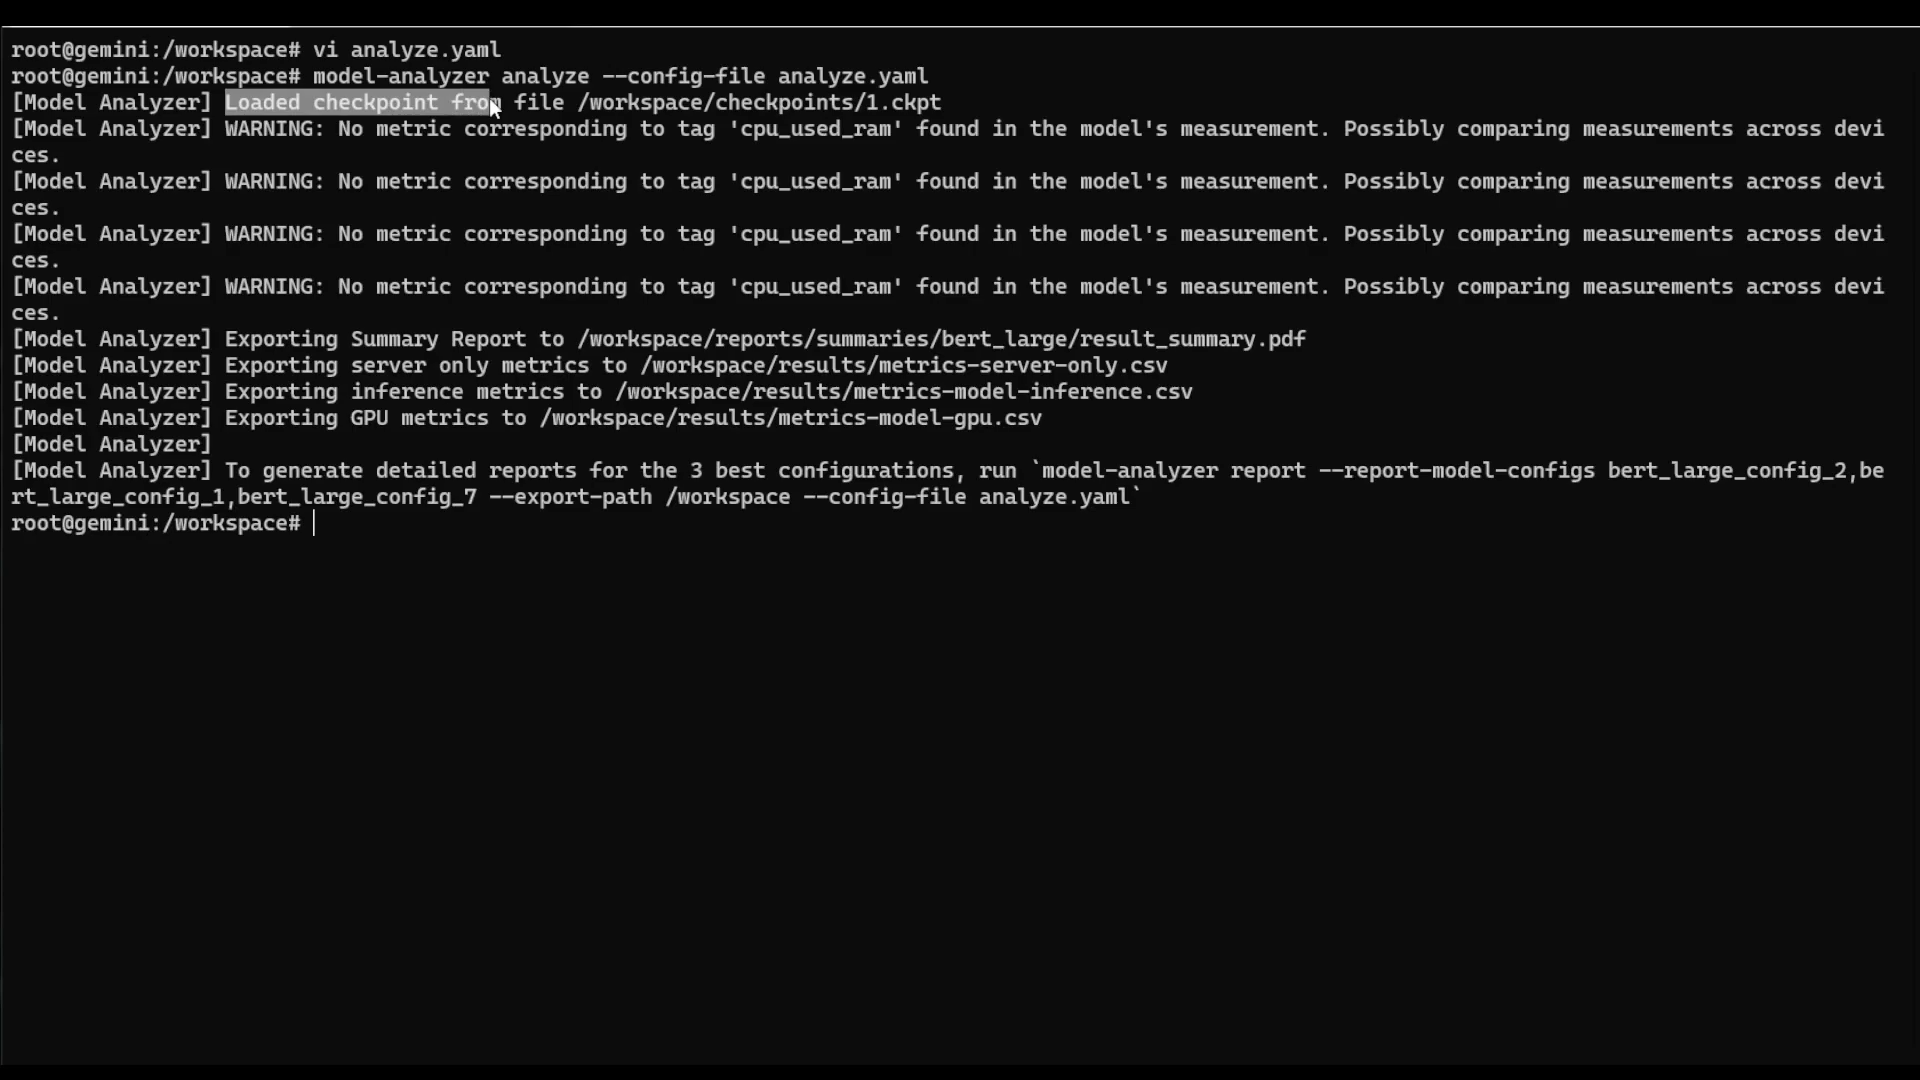 root@gemini:/workspace# vi analyze.yaml
root@gemini:/workspace# model-analyzer analyze --config-file analyze.yaml
[Model Analyzer] Loaded checkpoint from file /workspace/checkpoints/1.ckpt
[Model Analyzer] WARNING: No metric corresponding to tag 'cpu_used_ram' found in the model's measurement. Possibly comparing measurements across devi
ces.
[Model Analyzer] WARNING: No metric corresponding to tag 'cpu_used_ram' found in the model's measurement. Possibly comparing measurements across devi
ces.
[Model Analyzer] WARNING: No metric corresponding to tag 'cpu_used_ram' found in the model's measurement. Possibly comparing measurements across devi
ces.
[Model Analyzer] WARNING: No metric corresponding to tag 'cpu_used_ram' found in the model's measurement. Possibly comparing measurements across devi
ces.
[Model Analyzer] Exporting Summary Report to /workspace/reports/summaries/bert_large/result_summary.pdf
[Model Analyzer] Exporting server only metrics to /workspace/results/metrics-server-only.csv
[Model Analyzer] Exporting inference metrics to /workspace/results/metrics-model-inference.csv
[Model Analyzer] Exporting GPU metrics to /workspace/results/metrics-model-gpu.csv
[Model Analyzer]
[Model Analyzer] To generate detailed reports for the 3 best configurations, run `model-analyzer report --report-model-configs bert_large_config_2,be
rt_large_config_1,bert_large_config_7 --export-path /workspace --config-file analyze.yaml`
root@gemini:/workspace#